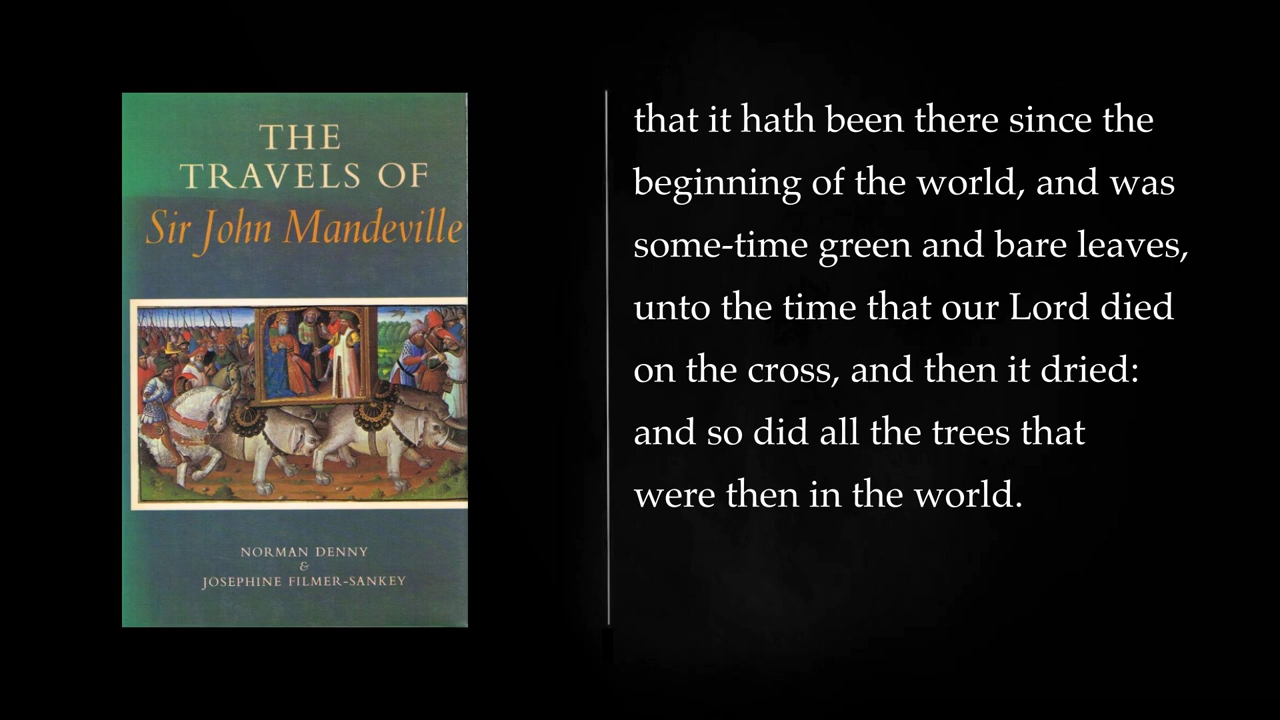 THE
TRAVELS OF
Sir John Mandeville
NORMAN DENNY
&
JOSEPHINE FILMER-SANKEY
that it hath been there since the
beginning of the world, and was
some-time green and bare leaves,
unto the time that our Lord died
on the cross, and then it dried:
and so did all the trees that
were then in the world.